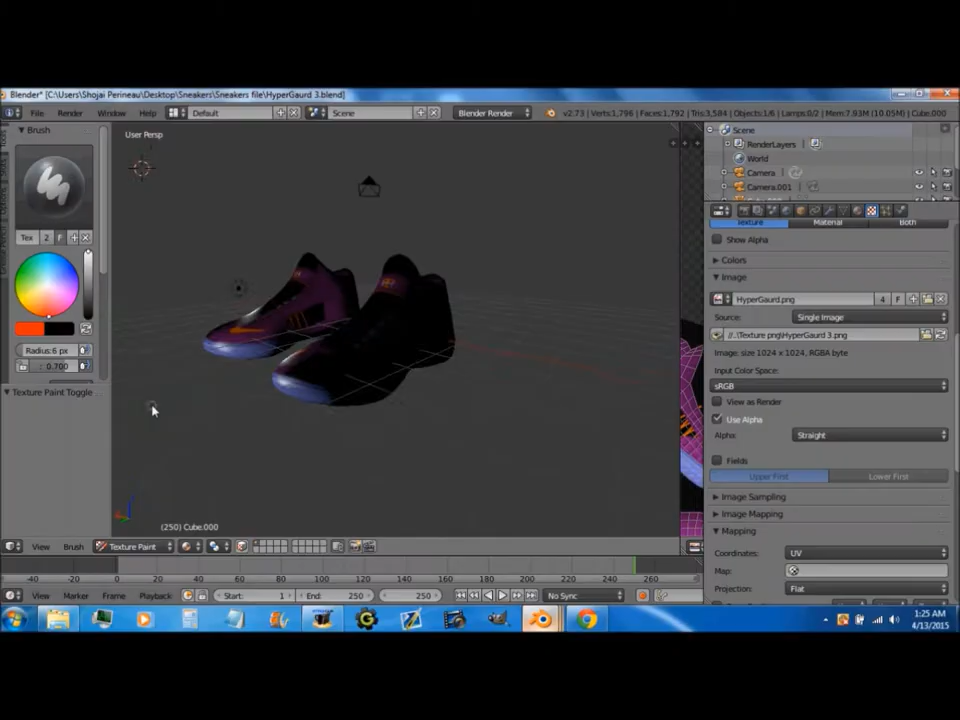 Blender* [C:\Users\Shojai Perineau\Desktop\Sneakers\Sneakers file\HyperGaurd 3.blend]
File Render Window Help Default Scene Blender Render v2.73 | Verts:1,796 | Faces:1,792 | Tris:3,584 | Objects:1/6 | Lamps:0/2 | Mem:7.93M (10.05M) | Cube.000
Brush
User Persp
Scene
RenderLayers
World
Camera
Camera.001
Texture Material Both
Show Alpha
Tex 2 F
Colors
Image
HyperGaurd.png 4 F
Source: Single Image
//..\Texture png\HyperGaurd 3.png
Image: size 1024 x 1024, RGBA byte
Radius:6 px
: 0.700
Input Color Space:
sRGB
Texture Paint Toggle
View as Render
Use Alpha
Alpha: Straight
Fields
Upper First Lower First
Image Sampling
Image Mapping
(250) Cube.000
Mapping
View Brush Texture Paint
Coordinates: UV
Map:
-40 -20 0 20 40 60 80 100 120 140 160 180 200 220 240 260
Projection: Flat
View Marker Frame Playback Start: 1 End: 250 250 No Sync
1:25 AM
4/13/2015